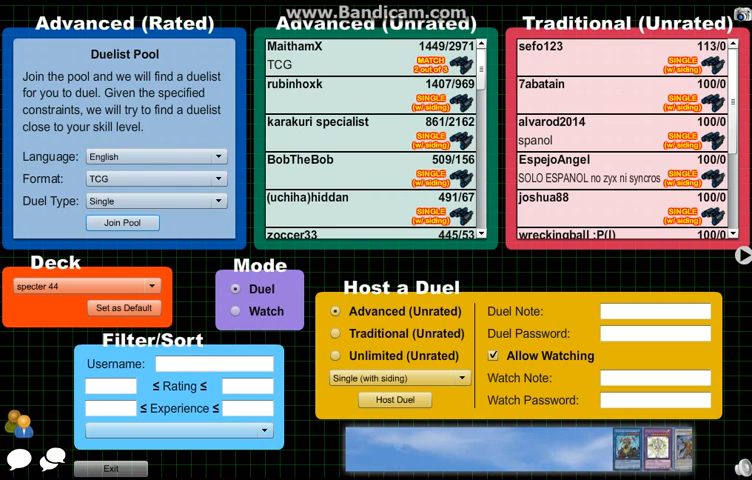 www.Bandicam.com
Advanced (Rated)
Duelist Pool
Join the pool and we will find a duelist
for you to duel. Given the specified
constraints, we will try to find a duelist
close to your skill level.
Language: English
Format: TCG
Duel Type: Single
Join Pool
Advanced (Unrated)
MaithamX 1449/2971
TCG MATCH
2 out of 3
rubinhoxk 1407/969
SINGLE
(w/ siding)
karakuri specialist 861/2162
SINGLE
(w/ siding)
BobTheBob 509/156
SINGLE
(w/ siding)
(uchiha)hiddan 491/67
SINGLE
(w/ siding)
zoccer33 445/53
Traditional (Unrated)
sefo123 113/0
SINGLE
(w/ siding)
7abatain 100/0
SINGLE
(w/ siding)
alvarod2014 100/0
spanol SINGLE
(w/ siding)
EspejoAngel 100/0
SOLO ESPANOL no zyx ni syncros SINGLE
(w/ siding)
joshua88 100/0
SINGLE
(w/ siding)
wreckingball :P(l) 100/0
Deck
specter 44
Set as Default
Mode
Duel
Watch
Filter/Sort
Username:
≤ Rating ≤
≤ Experience ≤
Host a Duel
Advanced (Unrated)
Traditional (Unrated)
Unlimited (Unrated)
Single (with siding)
Host Duel
Duel Note:
Duel Password:
Allow Watching
Watch Note:
Watch Password:
Exit